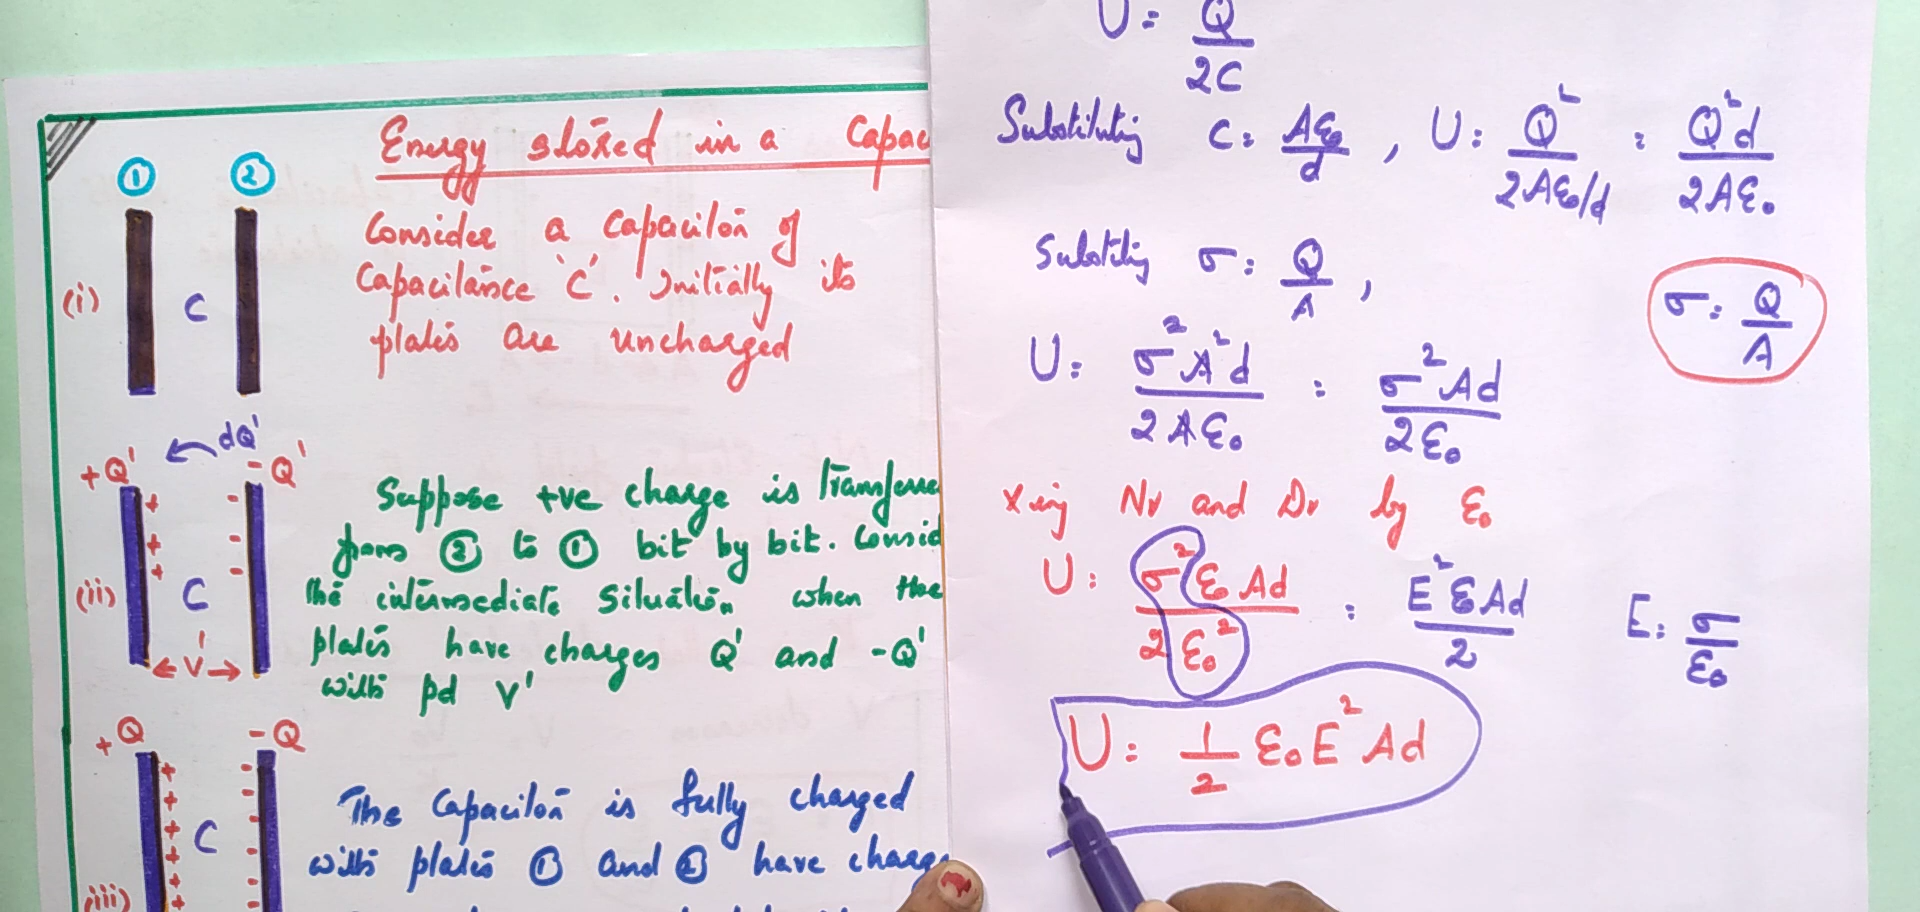 Energy stored in a Capac
① ②
Consider a Capacitor of
Capacitance 'C'. Initially its
plates are uncharged
(i) C
dQ'
+Q' -Q'
Suppose +ve charge is transferre
from ② to ① bit by bit. Consid
the intermediate situation when the
plates have charges Q' and -Q'
with pd V'
(ii) C
V'
+Q -Q
The Capacitor is fully charged
with plates ① and ② have charge
C
(iii)
U = Q / 2C
Substituting C = Aε₀/d , U = Q² / 2Aε₀/d = Q²d / 2Aε₀
Substitig σ = Q/A ,
σ = Q/A
U = σ²A²d / 2Aε₀ = σ²Ad / 2ε₀
Xing Nr and Dr by ε₀
U = σ²ε₀Ad / 2ε₀² = E²ε₀Ad / 2
E = σ/ε₀
U = 1/2 ε₀E²Ad